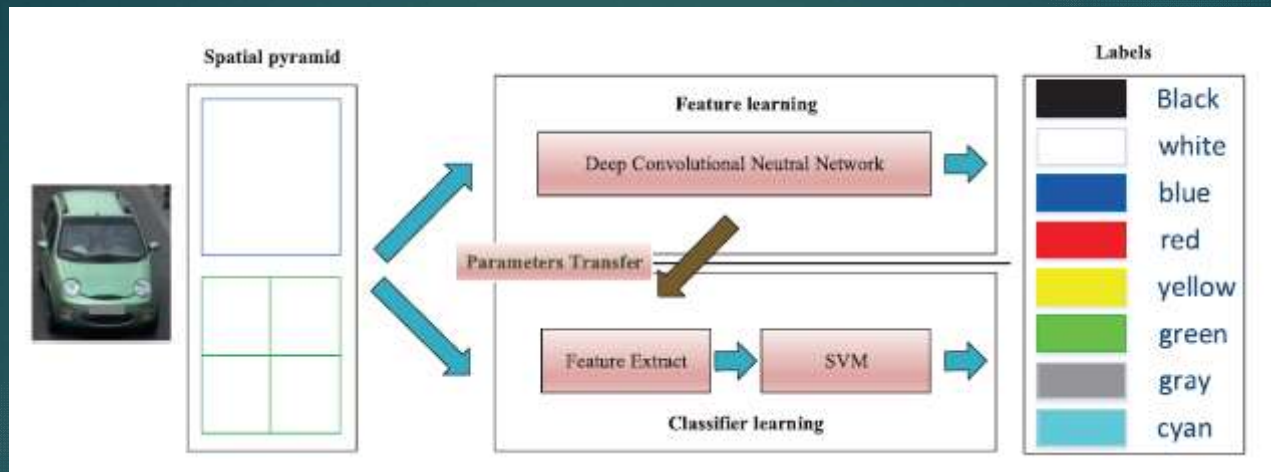 Spatial pyramid
Feature learning
Deep Convolutional Neutral Network
Parameters Transfer
Feature Extract
SVM
Classifier learning
Labels
Black
white
blue
red
yellow
green
gray
cyan